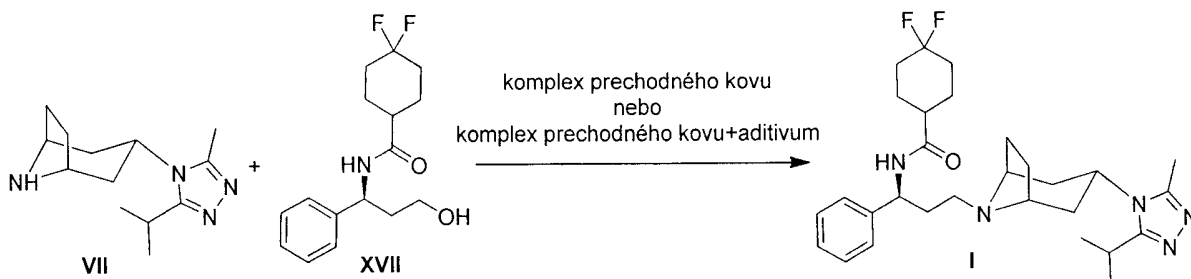 F F
komplex prechodného kovu
nebo
komplex prechodného kovu+aditivum
HN O
F F
NH
N
N
N
+
HN O
OH
N
N
N
N
VII
XVII
I